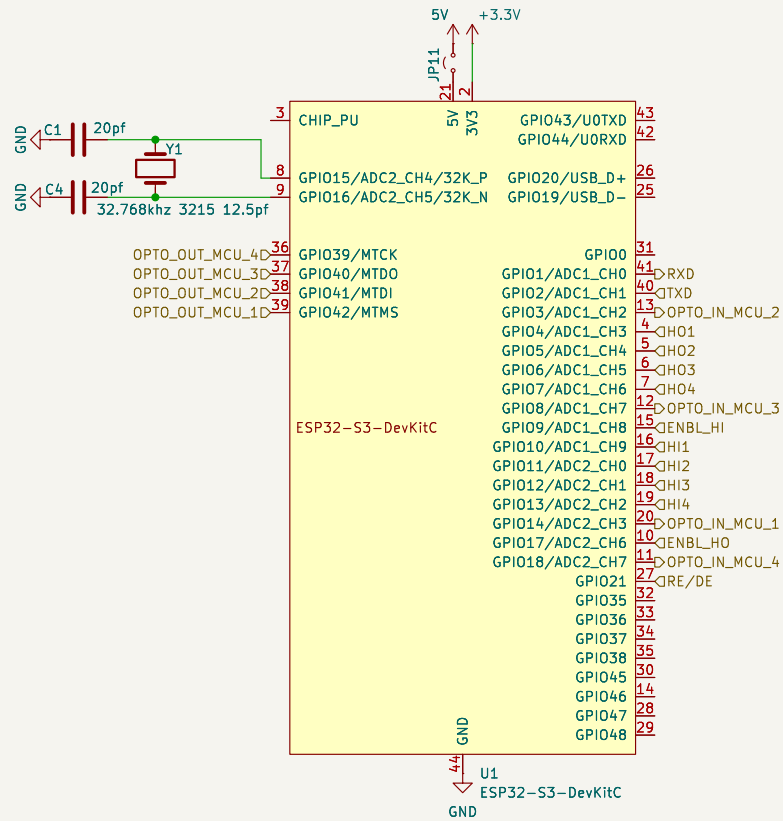 5V +3.3V
JP11
21 2
5V 3V3
GND C1 20pf
Y1
GND C4 20pf
32.768khz 3215 12.5pf
3 CHIP_PU
8 GPIO15/ADC2_CH4/32K_P
9 GPIO16/ADC2_CH5/32K_N
OPTO_OUT_MCU_4 36 GPIO39/MTCK
OPTO_OUT_MCU_3 37 GPIO40/MTDO
OPTO_OUT_MCU_2 38 GPIO41/MTDI
OPTO_OUT_MCU_1 39 GPIO42/MTMS
ESP32-S3-DevKitC
GPIO43/U0TXD 43
GPIO44/U0RXD 42
GPIO20/USB_D+ 26
GPIO19/USB_D- 25
GPIO0 31
GPIO1/ADC1_CH0 41 RXD
GPIO2/ADC1_CH1 40 TXD
GPIO3/ADC1_CH2 13 OPTO_IN_MCU_2
GPIO4/ADC1_CH3 4 HO1
GPIO5/ADC1_CH4 5 HO2
GPIO6/ADC1_CH5 6 HO3
GPIO7/ADC1_CH6 7 HO4
GPIO8/ADC1_CH7 12 OPTO_IN_MCU_3
GPIO9/ADC1_CH8 15 ENBL_HI
GPIO10/ADC1_CH9 16 HI1
GPIO11/ADC2_CH0 17 HI2
GPIO12/ADC2_CH1 18 HI3
GPIO13/ADC2_CH2 19 HI4
GPIO14/ADC2_CH3 20 OPTO_IN_MCU_1
GPIO17/ADC2_CH6 10 ENBL_HO
GPIO18/ADC2_CH7 11 OPTO_IN_MCU_4
GPIO21 27 RE/DE
GPIO35 32
GPIO36 33
GPIO37 34
GPIO38 35
GPIO45 30
GPIO46 14
GPIO47 28
GPIO48 29
GND
44
U1
ESP32-S3-DevKitC
GND